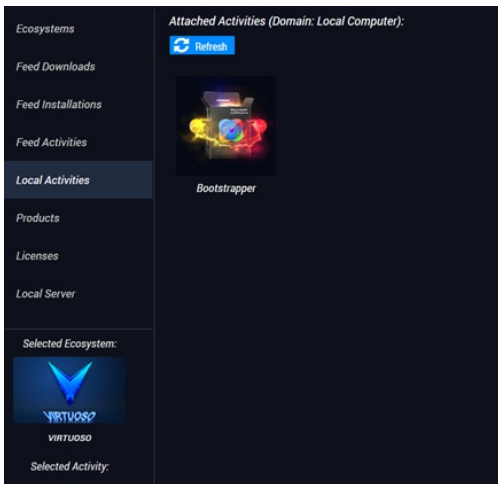 Ecosystems
Feed Downloads
Feed Installations
Feed Activities
Local Activities
Products
Licenses
Local Server
Selected Ecosystem:
VIRTUOSO
VIRTUOSO
Selected Activity:
Attached Activities (Domain: Local Computer):
Refresh
Bootstrapper